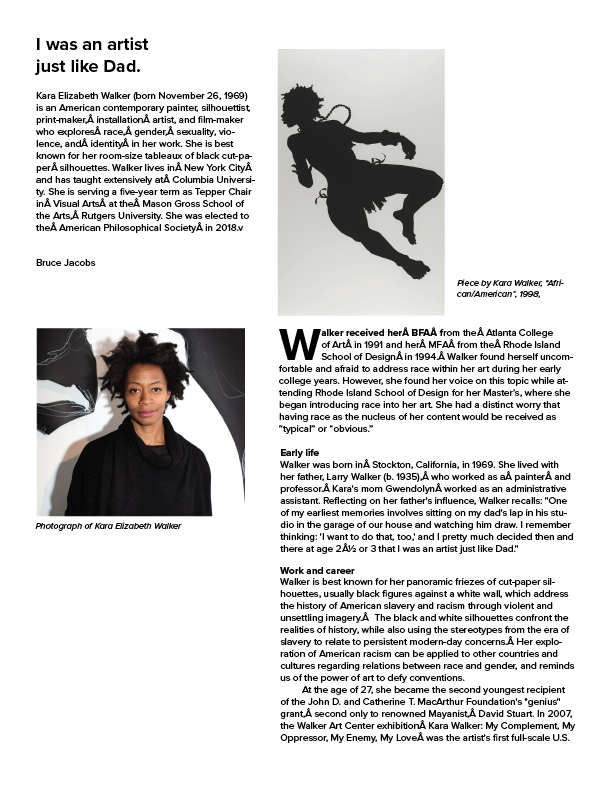 I was an artist
just like Dad.
Kara Elizabeth Walker (born November 26, 1969)
is an American contemporary painter, silhouettist,
print-maker,Â installationÂ artist, and film-maker
who exploresÂ race,Â gender,Â sexuality, vio-
lence, andÂ identityÂ in her work. She is best
known for her room-size tableaux of black cut-pa-
perÂ silhouettes. Walker lives inÂ New York CityÂ
and has taught extensively atÂ Columbia Universi-
ty. She is serving a five-year term as Tepper Chair
inÂ Visual ArtsÂ at theÂ Mason Gross School of
the Arts,Â Rutgers University. She was elected to
theÂ American Philosophical SocietyÂ in 2018.v
Bruce Jacobs
Piece by Kara Walker, "Afri-
can/American", 1998,
Photograph of Kara Elizabeth Walker
Walker received herÂ BFAÂ from theÂ Atlanta College
of ArtÂ in 1991 and herÂ MFAÂ from theÂ Rhode Island
School of DesignÂ in 1994.Â Walker found herself uncom-
fortable and afraid to address race within her art during her early
college years. However, she found her voice on this topic while at-
tending Rhode Island School of Design for her Master's, where she
began introducing race into her art. She had a distinct worry that
having race as the nucleus of her content would be received as
"typical" or "obvious."
Early life
Walker was born inÂ Stockton, California, in 1969. She lived with
her father, Larry Walker (b. 1935),Â who worked as aÂ painterÂ and
professor.Â Kara's mom GwendolynÂ worked as an administrative
assistant. Reflecting on her father's influence, Walker recalls: "One
of my earliest memories involves sitting on my dad's lap in his stu-
dio in the garage of our house and watching him draw. I remember
thinking: 'I want to do that, too,' and I pretty much decided then and
there at age 2Â½ or 3 that I was an artist just like Dad."
Work and career
Walker is best known for her panoramic friezes of cut-paper sil-
houettes, usually black figures against a white wall, which address
the history of American slavery and racism through violent and
unsettling imagery.Â  The black and white silhouettes confront the
realities of history, while also using the stereotypes from the era of
slavery to relate to persistent modern-day concerns.Â Her explo-
ration of American racism can be applied to other countries and
cultures regarding relations between race and gender, and reminds
us of the power of art to defy conventions.
At the age of 27, she became the second youngest recipient
of the John D. and Catherine T. MacArthur Foundation's "genius"
grant,Â second only to renowned Mayanist,Â David Stuart. In 2007,
the Walker Art Center exhibitionÂ Kara Walker: My Complement, My
Oppressor, My Enemy, My LoveÂ was the artist's first full-scale U.S.